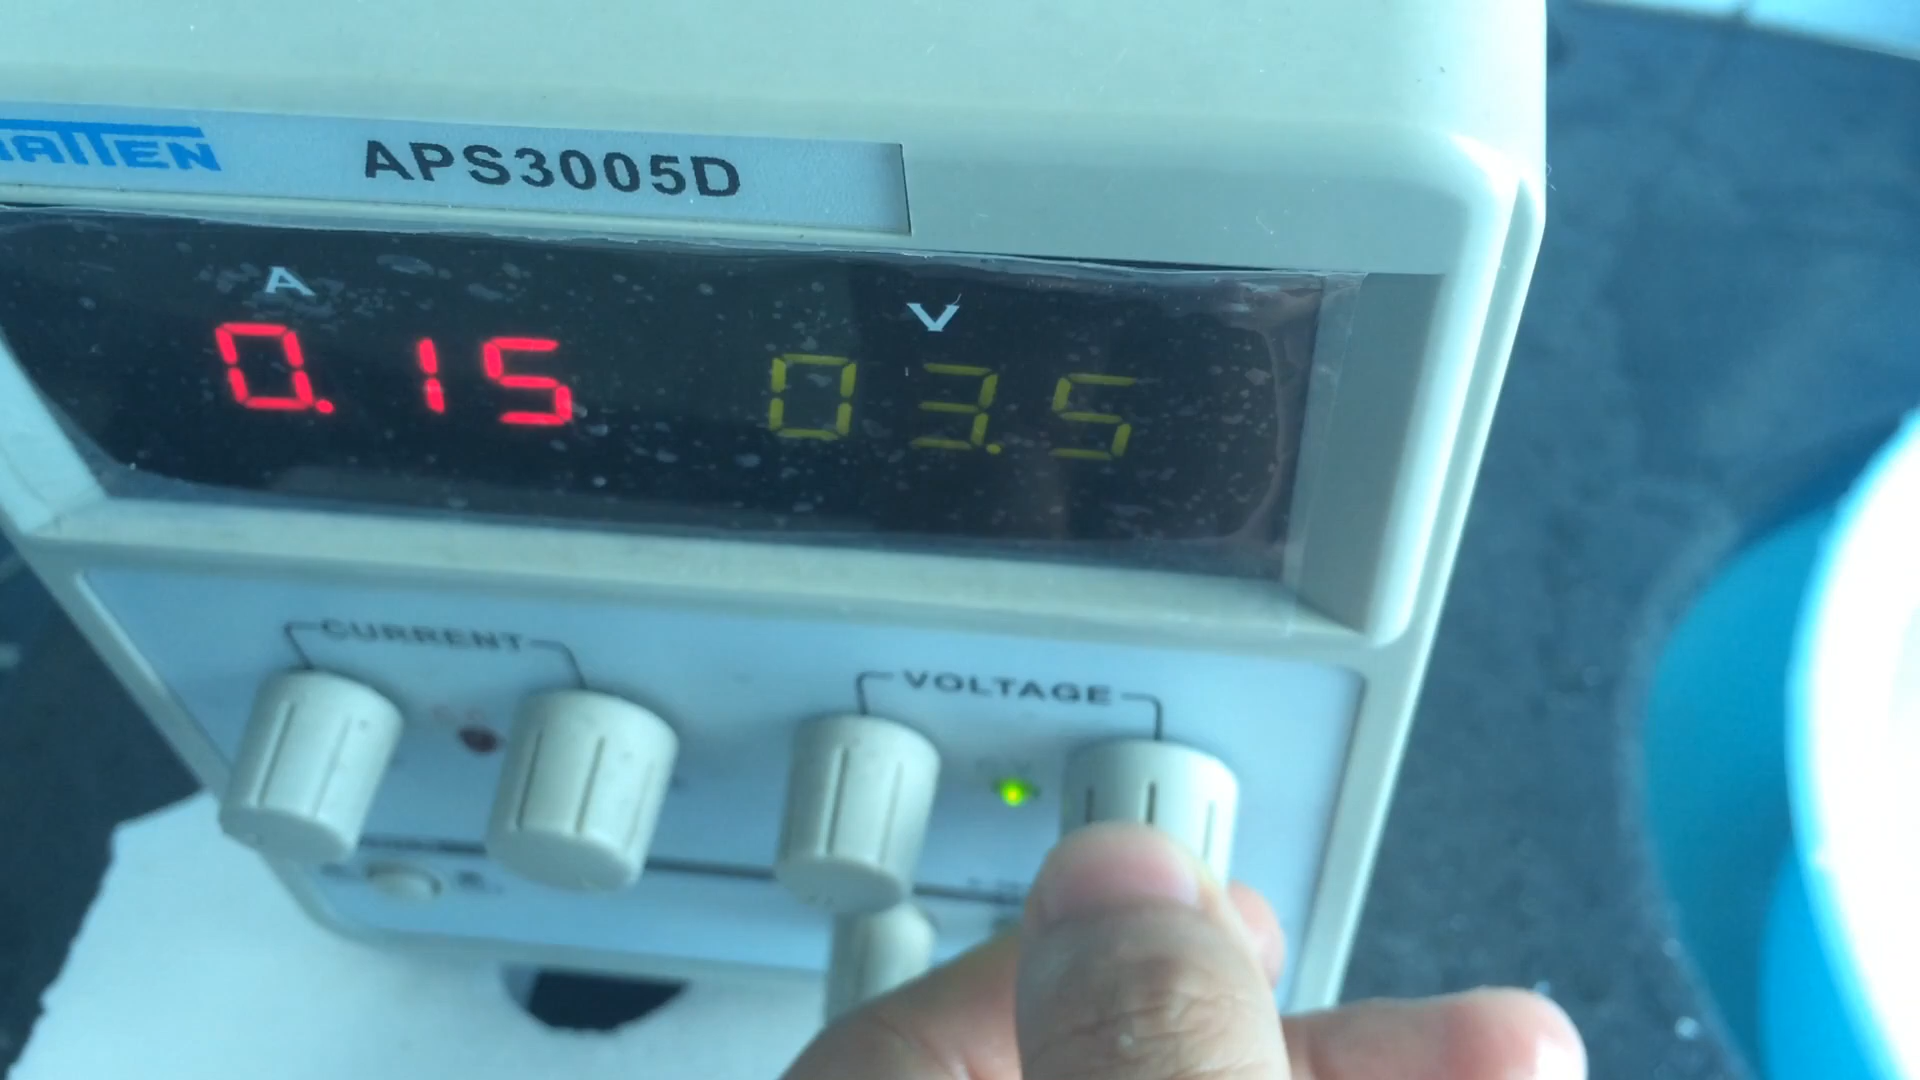 ATTEN
APS3005D
A
V
0.15
03.5
CURRENT
VOLTAGE